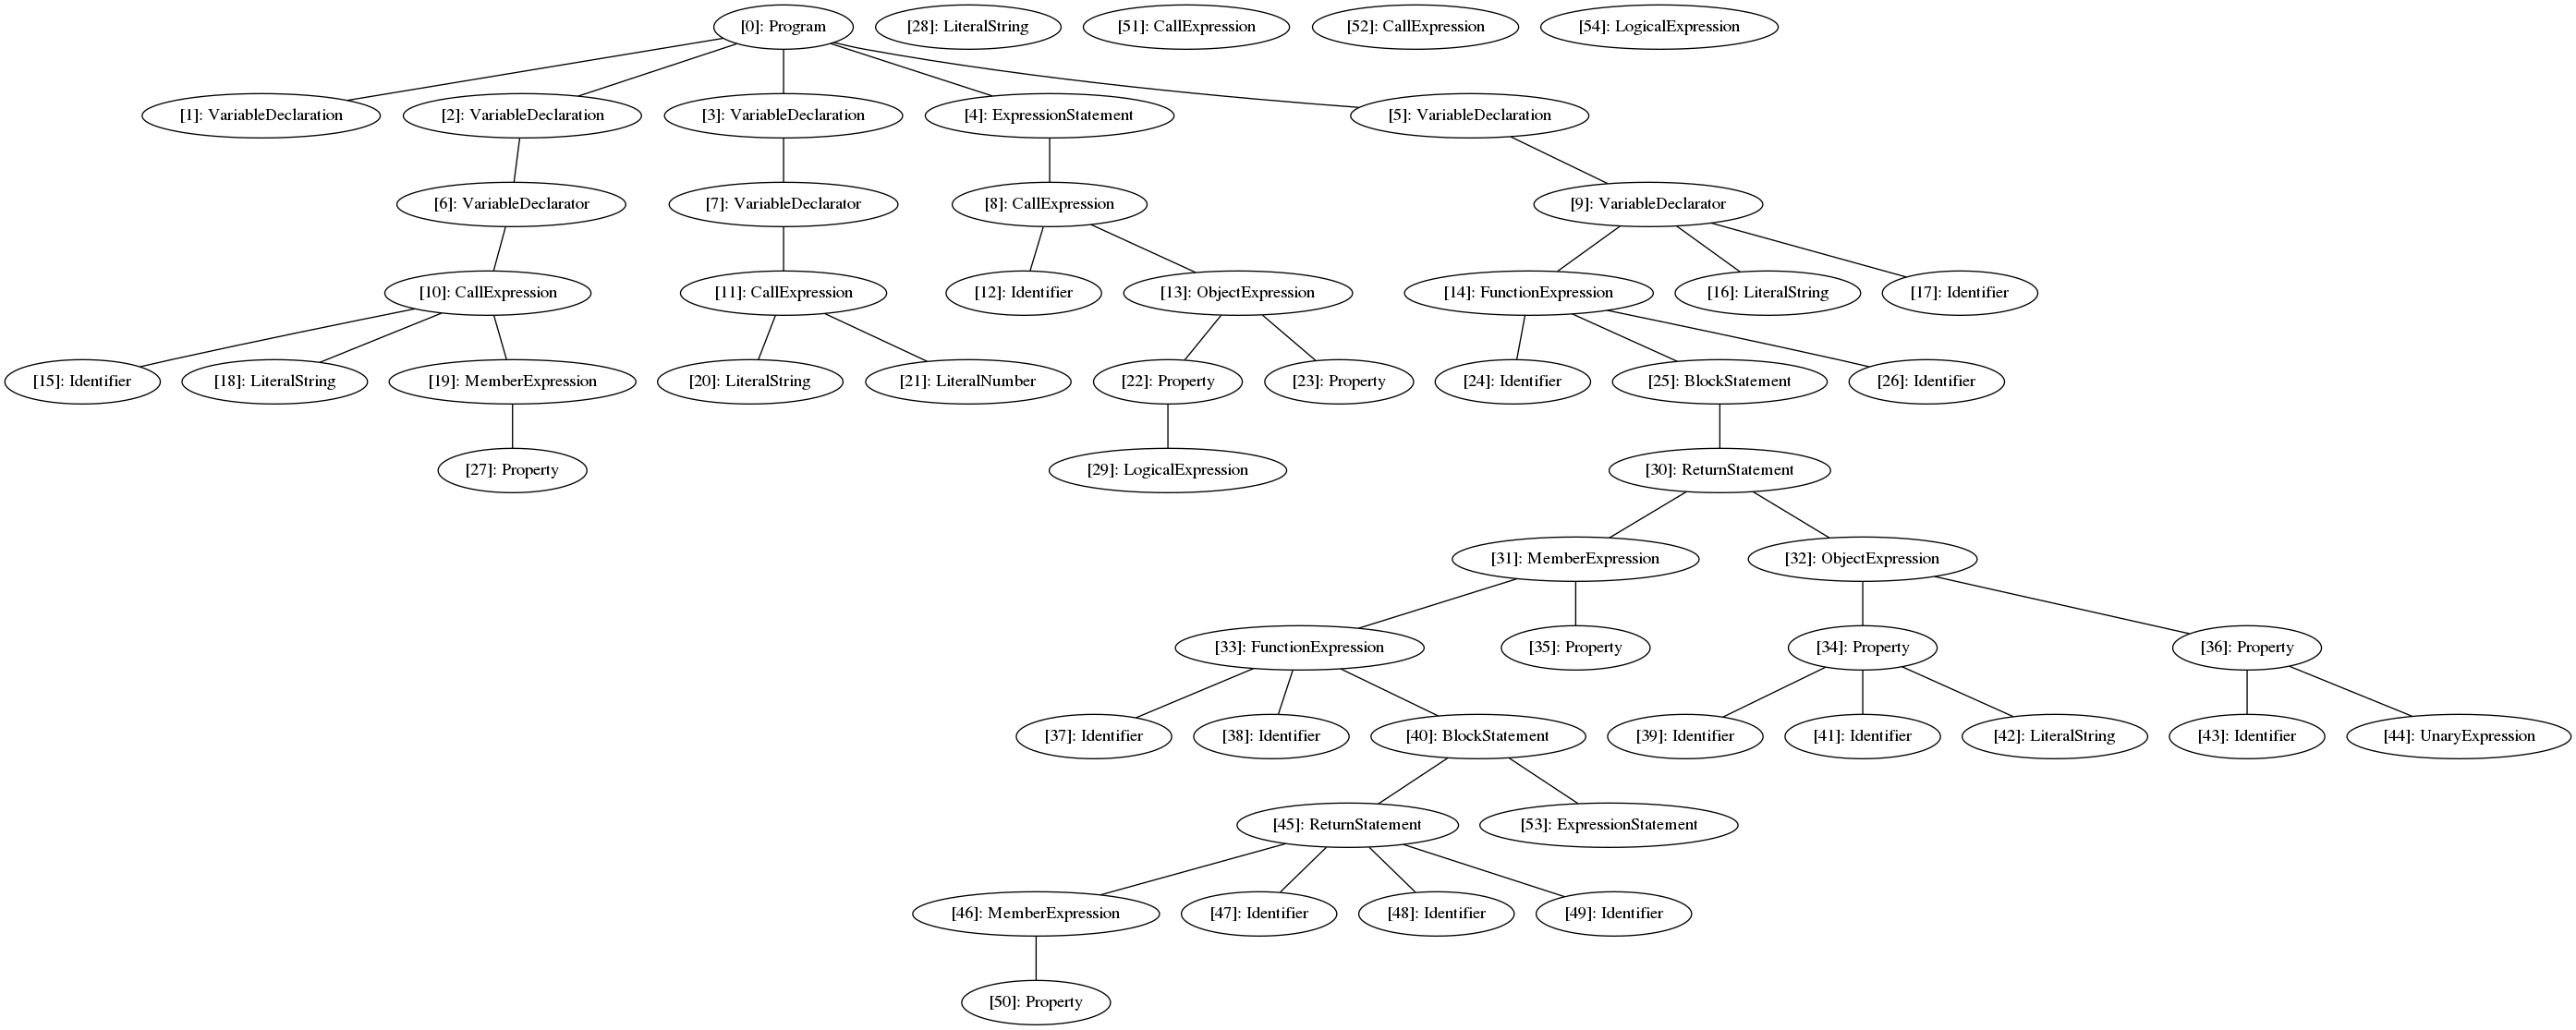 [0]: Program
[28]: LiteralString
[51]: CallExpression
[52]: CallExpression
[54]: LogicalExpression
[1]: VariableDeclaration
[2]: VariableDeclaration
[3]: VariableDeclaration
[4]: ExpressionStatement
[5]: VariableDeclaration
[6]: VariableDeclarator
[7]: VariableDeclarator
[8]: CallExpression
[9]: VariableDeclarator
[10]: CallExpression
[11]: CallExpression
[12]: Identifier
[13]: ObjectExpression
[14]: FunctionExpression
[16]: LiteralString
[17]: Identifier
[15]: Identifier
[18]: LiteralString
[19]: MemberExpression
[20]: LiteralString
[21]: LiteralNumber
[22]: Property
[23]: Property
[24]: Identifier
[25]: BlockStatement
[26]: Identifier
[27]: Property
[29]: LogicalExpression
[30]: ReturnStatement
[31]: MemberExpression
[32]: ObjectExpression
[33]: FunctionExpression
[35]: Property
[34]: Property
[36]: Property
[37]: Identifier
[38]: Identifier
[40]: BlockStatement
[39]: Identifier
[41]: Identifier
[42]: LiteralString
[43]: Identifier
[44]: UnaryExpression
[45]: ReturnStatement
[53]: ExpressionStatement
[46]: MemberExpression
[47]: Identifier
[48]: Identifier
[49]: Identifier
[50]: Property